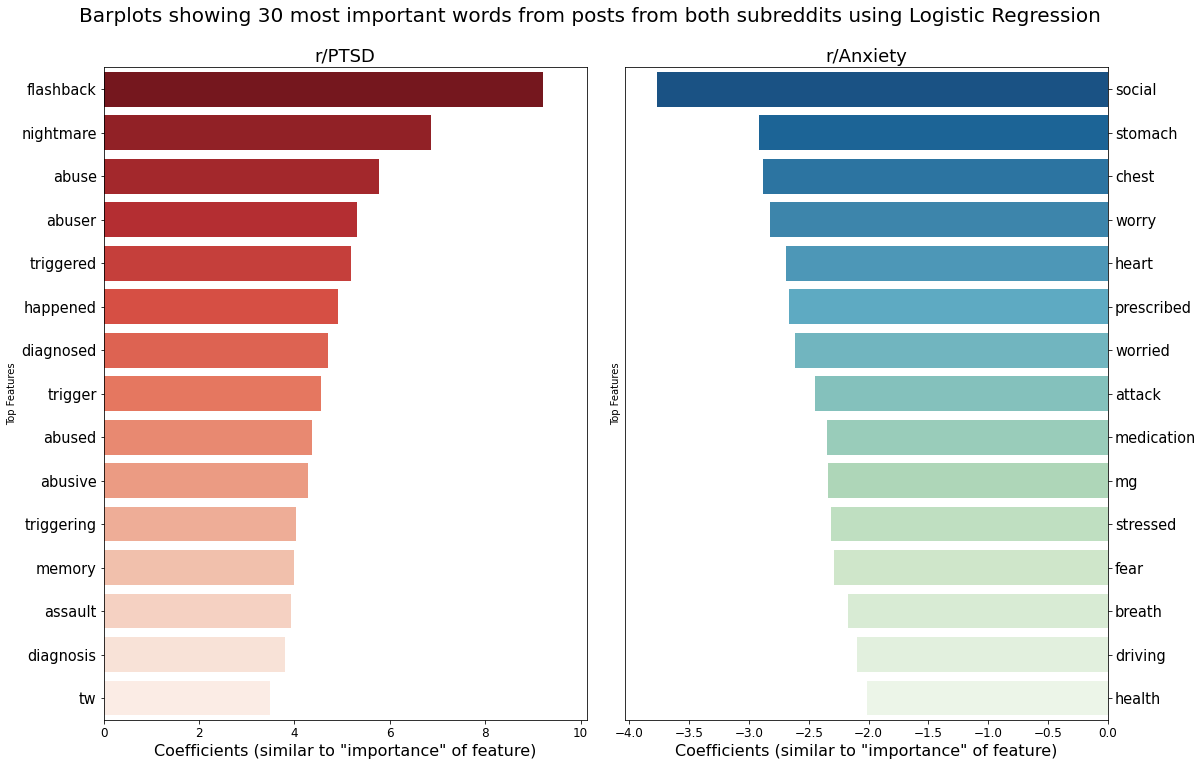 Barplots showing 30 most important words from posts from both subreddits using Logistic Regression
r/PTSD
flashback
nightmare
abuse
abuser
triggered
happened
diagnosed
trigger
abused
abusive
triggering
memory
assault
diagnosis
tw
Top Features
0 2 4 6 8 10
Coefficients (similar to "importance" of feature)
r/Anxiety
social
stomach
chest
worry
heart
prescribed
worried
attack
medication
mg
stressed
fear
breath
driving
health
Top Features
−4.0 −3.5 −3.0 −2.5 −2.0 −1.5 −1.0 −0.5 0.0
Coefficients (similar to "importance" of feature)